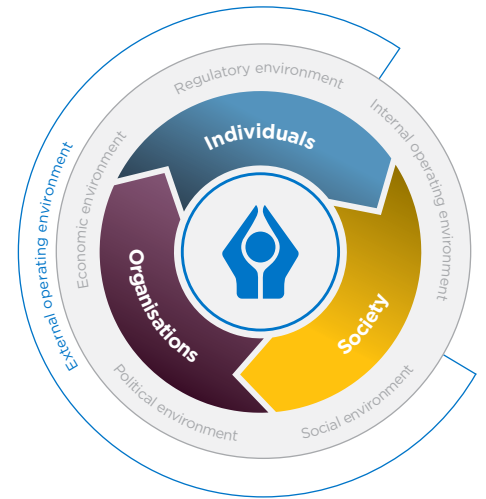 Regulatory environment
Internal operating environment
Economic environment
External operating environment
Individuals
Organisations
Society
Political environment
Social environment